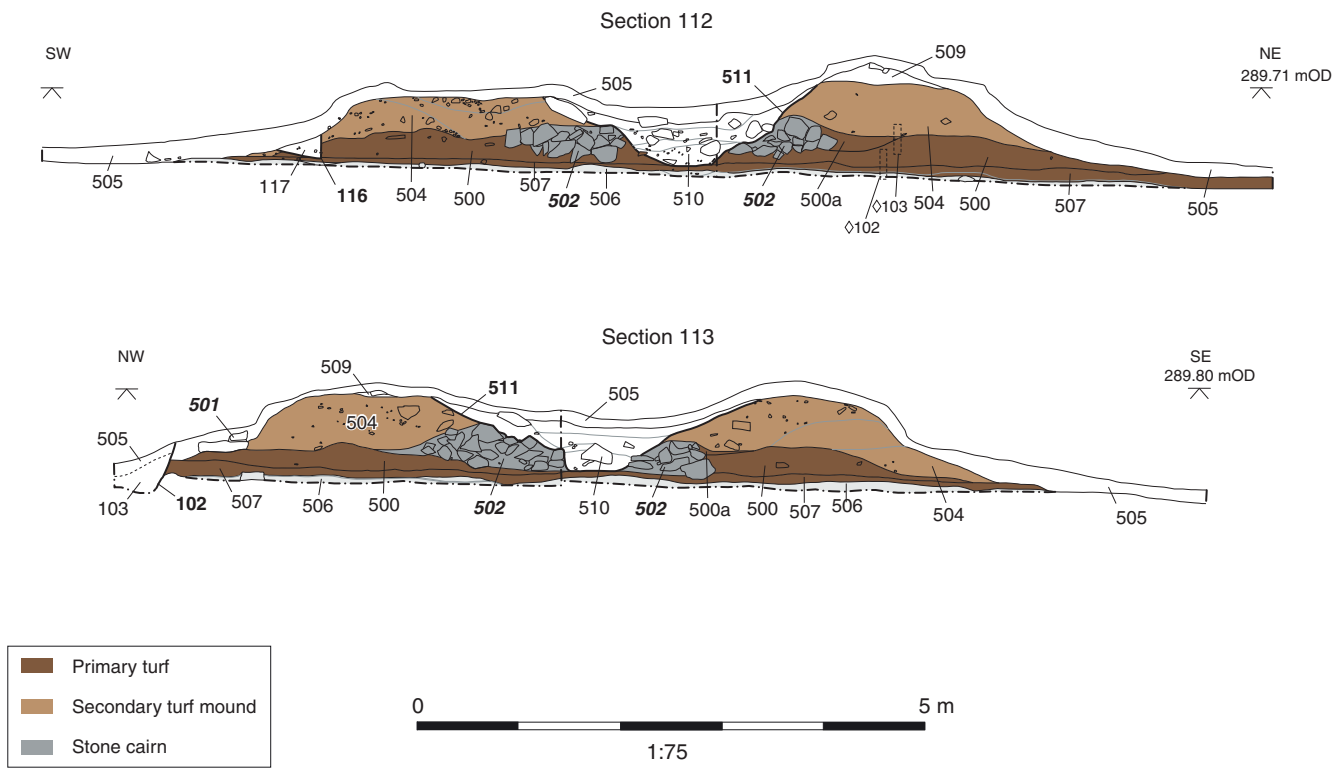 Section 112
SW
NE
289.71 mOD
505
511
509
505
117
116
504
500
507
502
506
510
502
500a
◊102
◊103
504
500
507
505
Section 113
NW
SE
289.80 mOD
509
511
505
501
504
505
103
102
507
506
500
502
510
502
500a
500
507
506
504
505
Primary turf
Secondary turf mound
Stone cairn
0
5 m
1:75